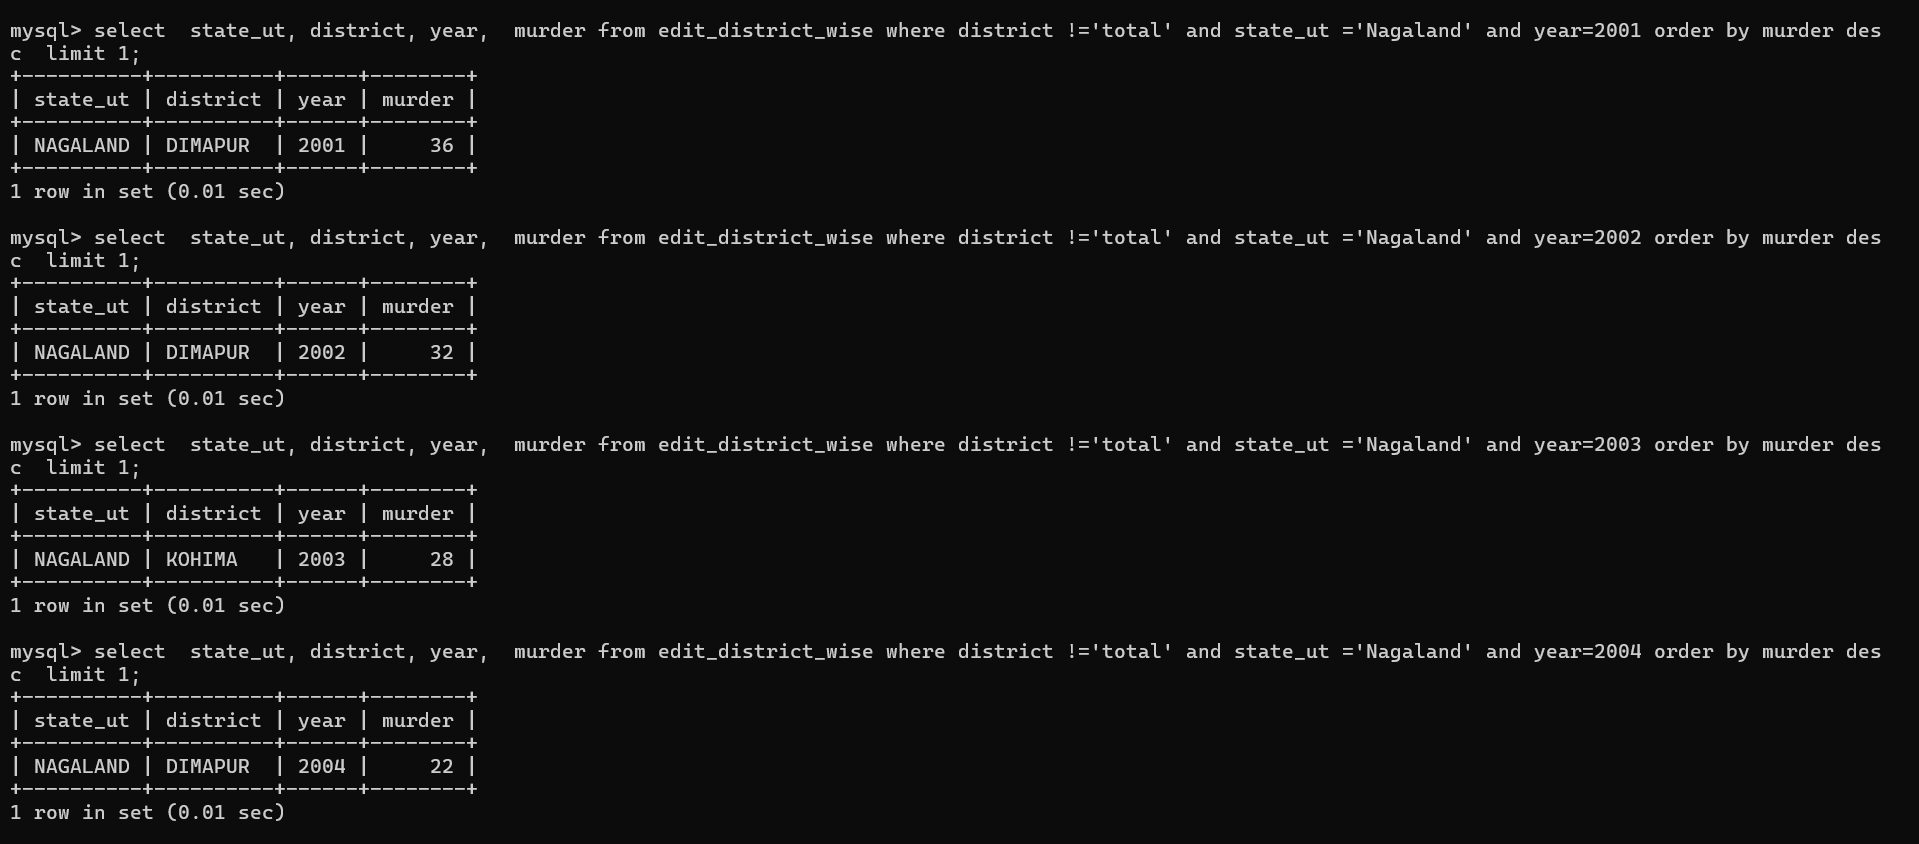 mysql> select  state_ut, district, year,  murder from edit_district_wise where district !='total' and state_ut ='Nagaland' and year=2001 order by murder des
c  limit 1;
+----------+----------+------+--------+
| state_ut | district | year | murder |
+----------+----------+------+--------+
| NAGALAND | DIMAPUR  | 2001 |     36 |
+----------+----------+------+--------+
1 row in set (0.01 sec)

mysql> select  state_ut, district, year,  murder from edit_district_wise where district !='total' and state_ut ='Nagaland' and year=2002 order by murder des
c  limit 1;
+----------+----------+------+--------+
| state_ut | district | year | murder |
+----------+----------+------+--------+
| NAGALAND | DIMAPUR  | 2002 |     32 |
+----------+----------+------+--------+
1 row in set (0.01 sec)

mysql> select  state_ut, district, year,  murder from edit_district_wise where district !='total' and state_ut ='Nagaland' and year=2003 order by murder des
c  limit 1;
+----------+----------+------+--------+
| state_ut | district | year | murder |
+----------+----------+------+--------+
| NAGALAND | KOHIMA   | 2003 |     28 |
+----------+----------+------+--------+
1 row in set (0.01 sec)

mysql> select  state_ut, district, year,  murder from edit_district_wise where district !='total' and state_ut ='Nagaland' and year=2004 order by murder des
c  limit 1;
+----------+----------+------+--------+
| state_ut | district | year | murder |
+----------+----------+------+--------+
| NAGALAND | DIMAPUR  | 2004 |     22 |
+----------+----------+------+--------+
1 row in set (0.01 sec)